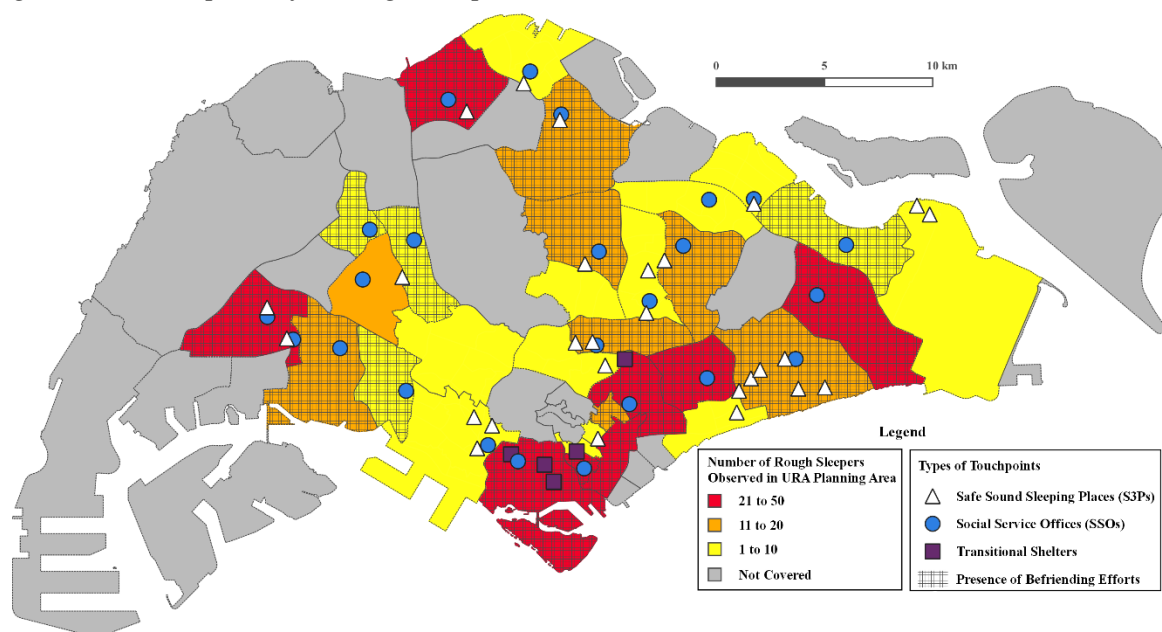 0
5
10 km
Legend
Number of Rough Sleepers
Observed in URA Planning Area
21 to 50
11 to 20
1 to 10
Not Covered
Types of Touchpoints
Safe Sound Sleeping Places (S3Ps)
Social Service Offices (SSOs)
Transitional Shelters
Presence of Befriending Efforts